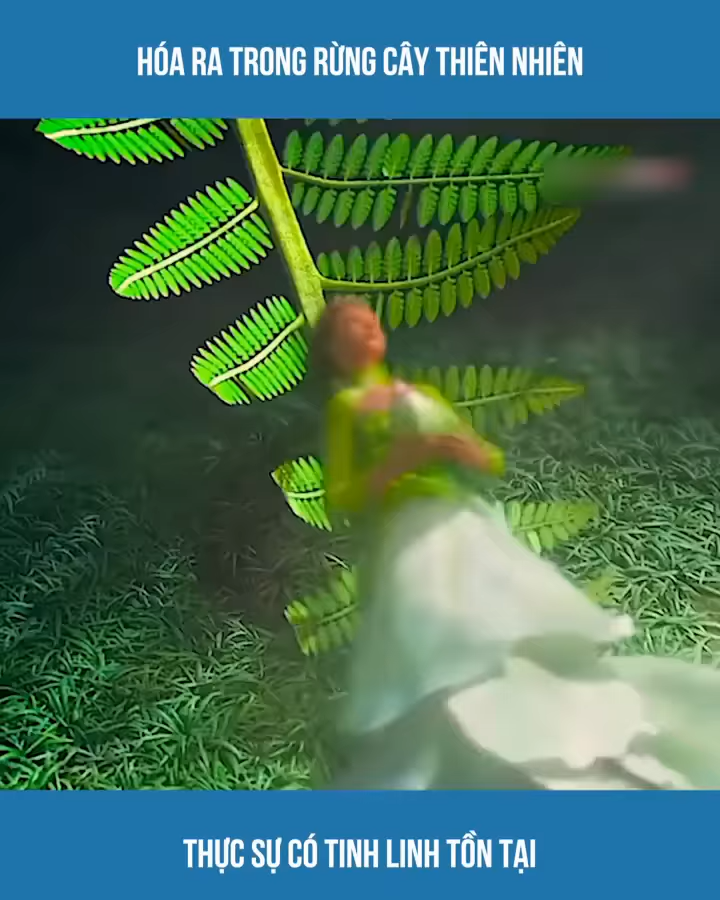 HÓA RA TRONG RỪNG CÂY THIÊN NHIÊN
THỰC SỰ CÓ TINH LINH TỒN TẠI